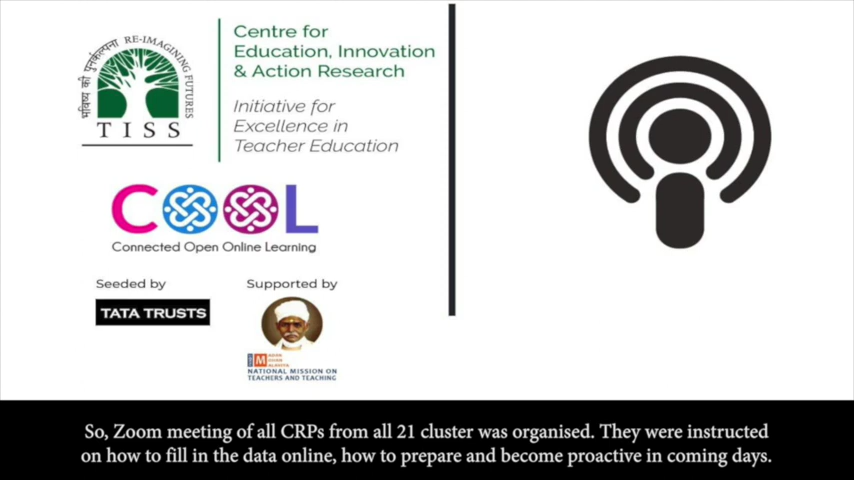 भविष्य की पुनर्कल्पना RE-IMAGINING FUTURES
TISS
Centre for
Education, Innovation
& Action Research
Initiative for
Excellence in
Teacher Education
COOL
Connected Open Online Learning
Seeded by
TATA TRUSTS
Supported by
NATIONAL MISSION ON
TEACHERS AND TEACHING
So, Zoom meeting of all CRPs from all 21 cluster was organised. They were instructed
on how to fill in the data online, how to prepare and become proactive in coming days.